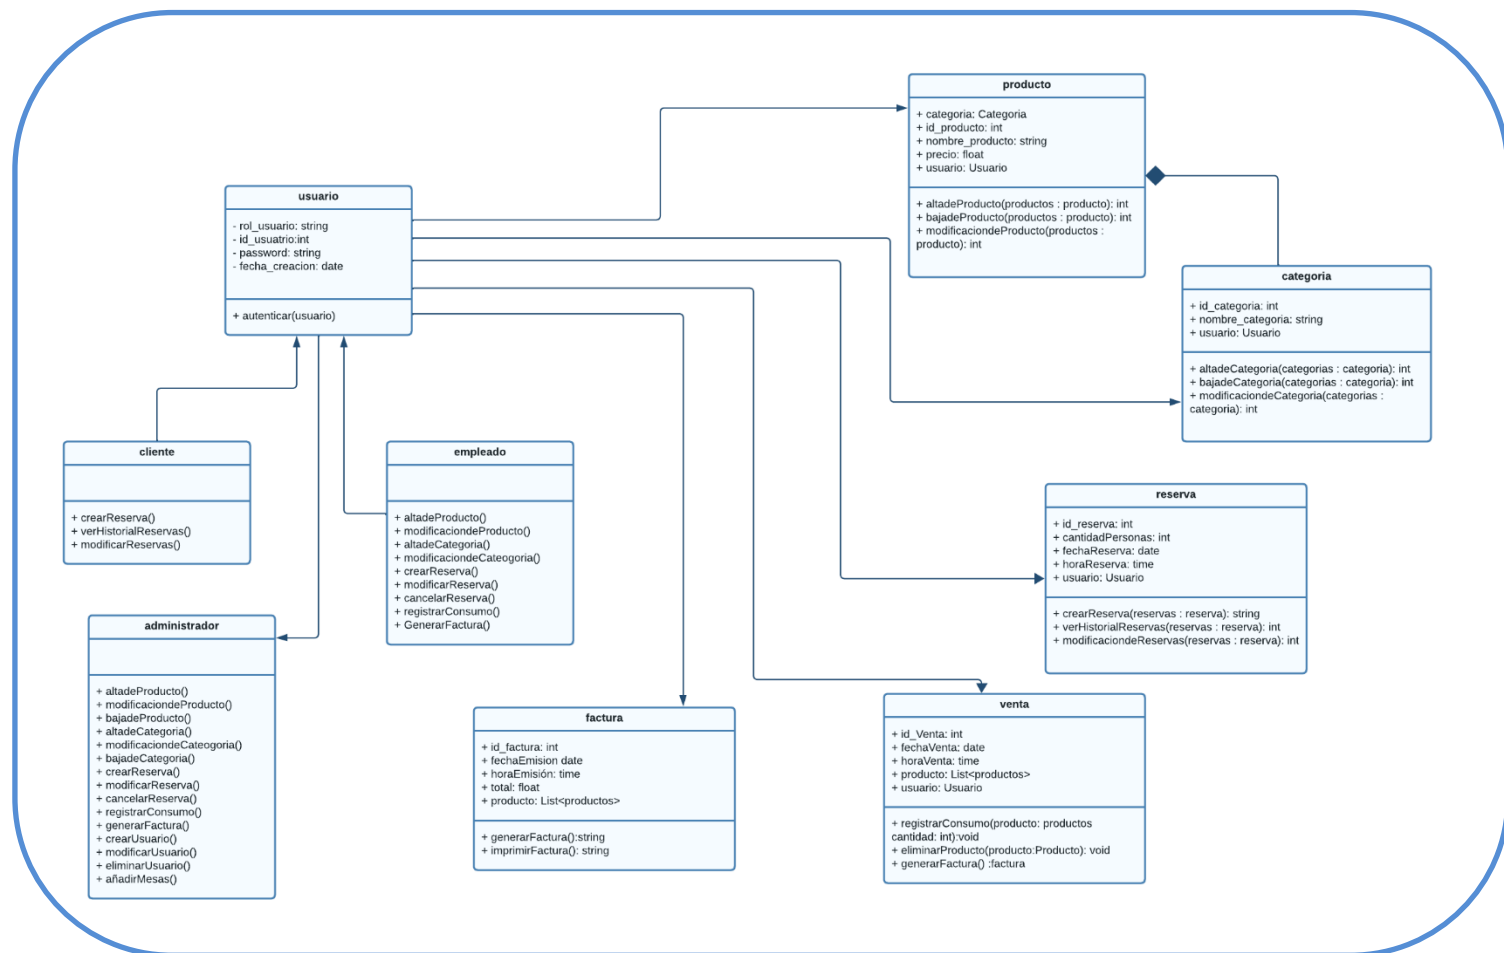 producto
+ categoria: Categoria
+ id_producto: int
+ nombre_producto: string
+ precio: float
+ usuario: Usuario
+ altadeProducto(productos : producto): int
+ bajadeProducto(productos : producto): int
+ modificaciondeProducto(productos :
producto): int
usuario
- rol_usuario: string
- id_usuatrio:int
- password: string
- fecha_creacion: date
+ autenticar(usuario)
categoria
+ id_categoria: int
+ nombre_categoria: string
+ usuario: Usuario
+ altadeCategoria(categorias : categoria): int
+ bajadeCategoria(categorias : categoria): int
+ modificaciondeCategoria(categorias :
categoria): int
cliente
+ crearReserva()
+ verHistorialReservas()
+ modificarReservas()
empleado
+ altadeProducto()
+ modificaciondeProducto()
+ altadeCategoria()
+ modificaciondeCateogoria()
+ crearReserva()
+ modificarReserva()
+ cancelarReserva()
+ registrarConsumo()
+ GenerarFactura()
reserva
+ id_reserva: int
+ cantidadPersonas: int
+ fechaReserva: date
+ horaReserva: time
+ usuario: Usuario
+ crearReserva(reservas : reserva): string
+ verHistorialReservas(reservas : reserva): int
+ modificaciondeReservas(reservas : reserva): int
administrador
+ altadeProducto()
+ modificaciondeProducto()
+ bajadeProducto()
+ altadeCategoria()
+ modificaciondeCateogoria()
+ bajadeCategoria()
+ crearReserva()
+ modificarReserva()
+ cancelarReserva()
+ registrarConsumo()
+ generarFactura()
+ crearUsuario()
+ modificarUsuario()
+ eliminarUsuario()
+ añadirMesas()
factura
+ id_factura: int
+ fechaEmision date
+ horaEmisión: time
+ total: float
+ producto: List<productos>
+ generarFactura():string
+ imprimirFactura(): string
venta
+ id_Venta: int
+ fechaVenta: date
+ horaVenta: time
+ producto: List<productos>
+ usuario: Usuario
+ registrarConsumo(producto: productos
cantidad: int):void
+ eliminarProducto(producto:Producto): void
+ generarFactura() :factura